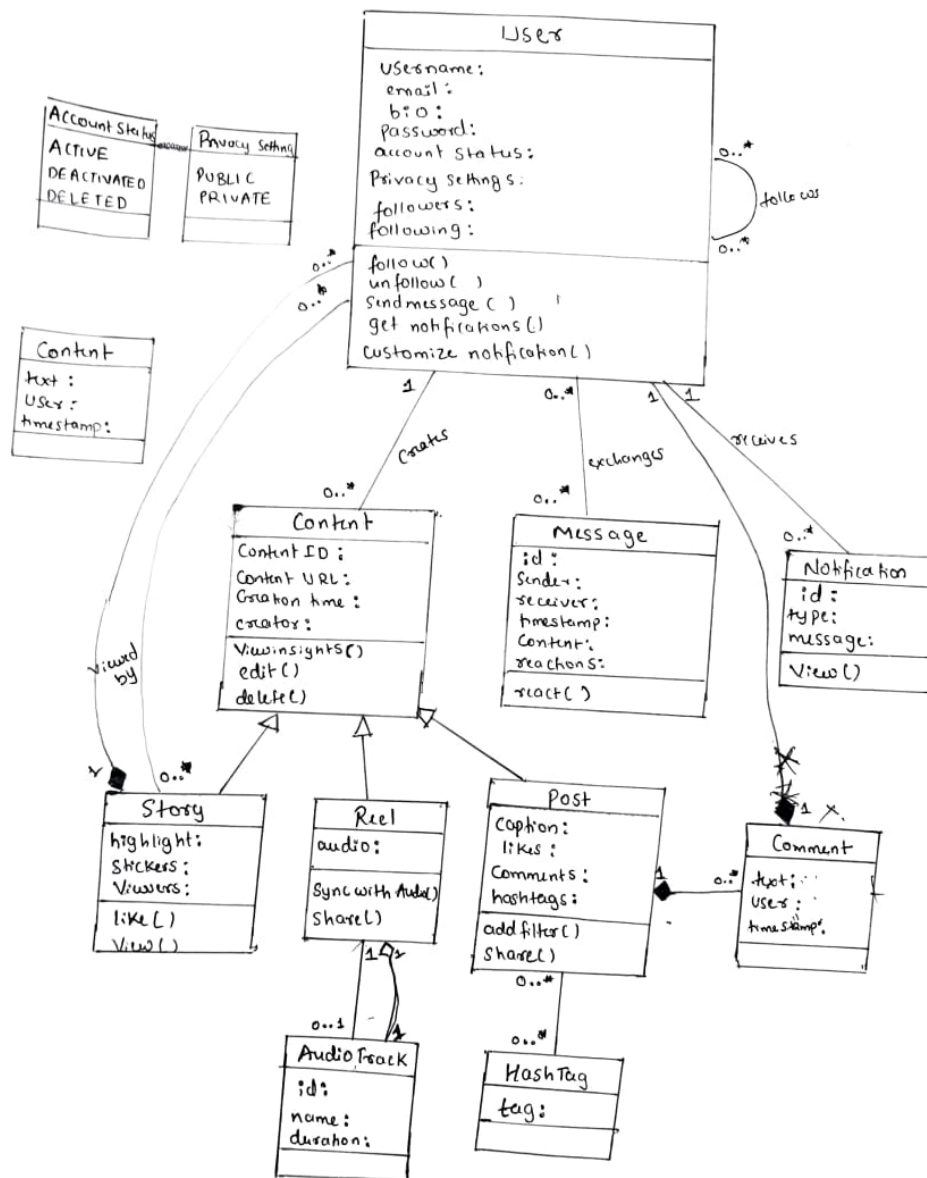 User
username:
email:
bio:
password:
account status:
Privacy Settings:
followers:
following:
follow()
unfollow( )
Sendmessage ( )
get notifications()
customize notification()
0..*
follows
0..*
Account Status
ACTIVE
DEACTIVATED
DELETED
Privacy Setting
PUBLIC
PRIVATE
0..*
0..*
Content
text :
User :
timestamp:
1
creates
0..*
0..*
exchanges
0..*
1
1
receives
0..*
Content
Content ID :
Content URL:
Creation time :
creator:
Viewinsights()
edit()
delete()
Message
id:
Sender:
receiver:
timestamp:
Content:
reactions:
react( )
Notification
id :
type:
message:
View()
viewed
by
1
0..*
Story
highlight:
Stickers:
Viewers:
like()
View()
Reel
audio:
Sync with Audio()
Share()
Post
Caption:
likes:
Comments:
hashtags:
add filter()
Share()
1
0..*
1
Comment
text:
user:
timestamp:
1
1
0..1
1
Audio Track
id:
name:
duration:
0..*
0..*
HashTag
tag: